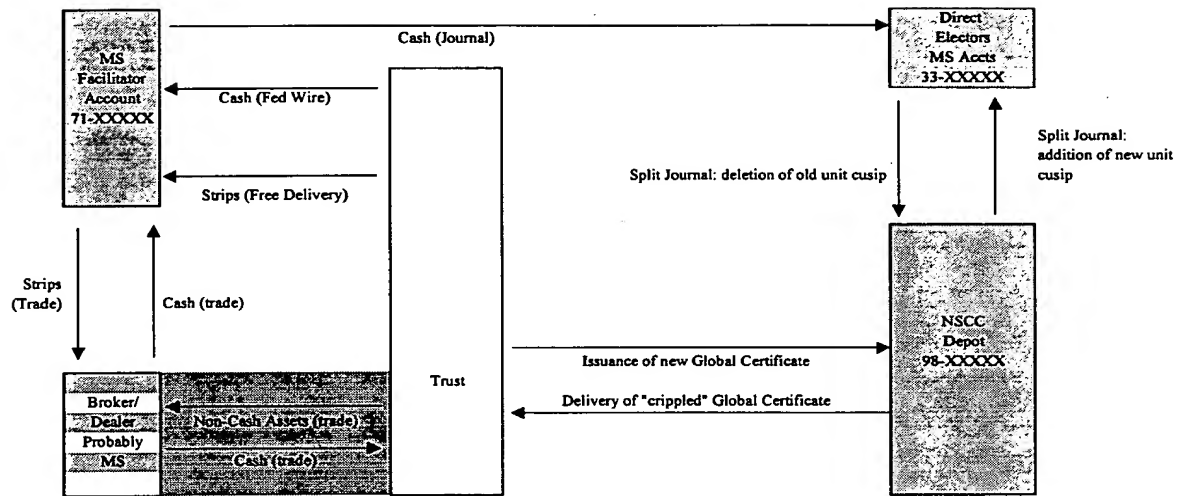 MS
Facilitator
Account
71-XXXXX
Cash (Journal)
Direct
Electors
MS Accts
33-XXXXX
Cash (Fed Wire)
Strips (Free Delivery)
Split Journal: deletion of old unit cusip
Split Journal:
addition of new unit
cusip
Strips
(Trade)
Cash (trade)
NSCC
Depot
98-XXXXX
Issuance of new Global Certificate
Trust
Delivery of "crippled" Global Certificate
Broker/
Dealer
Probably
MS
Non-Cash Assets (trade)
Cash (trade)